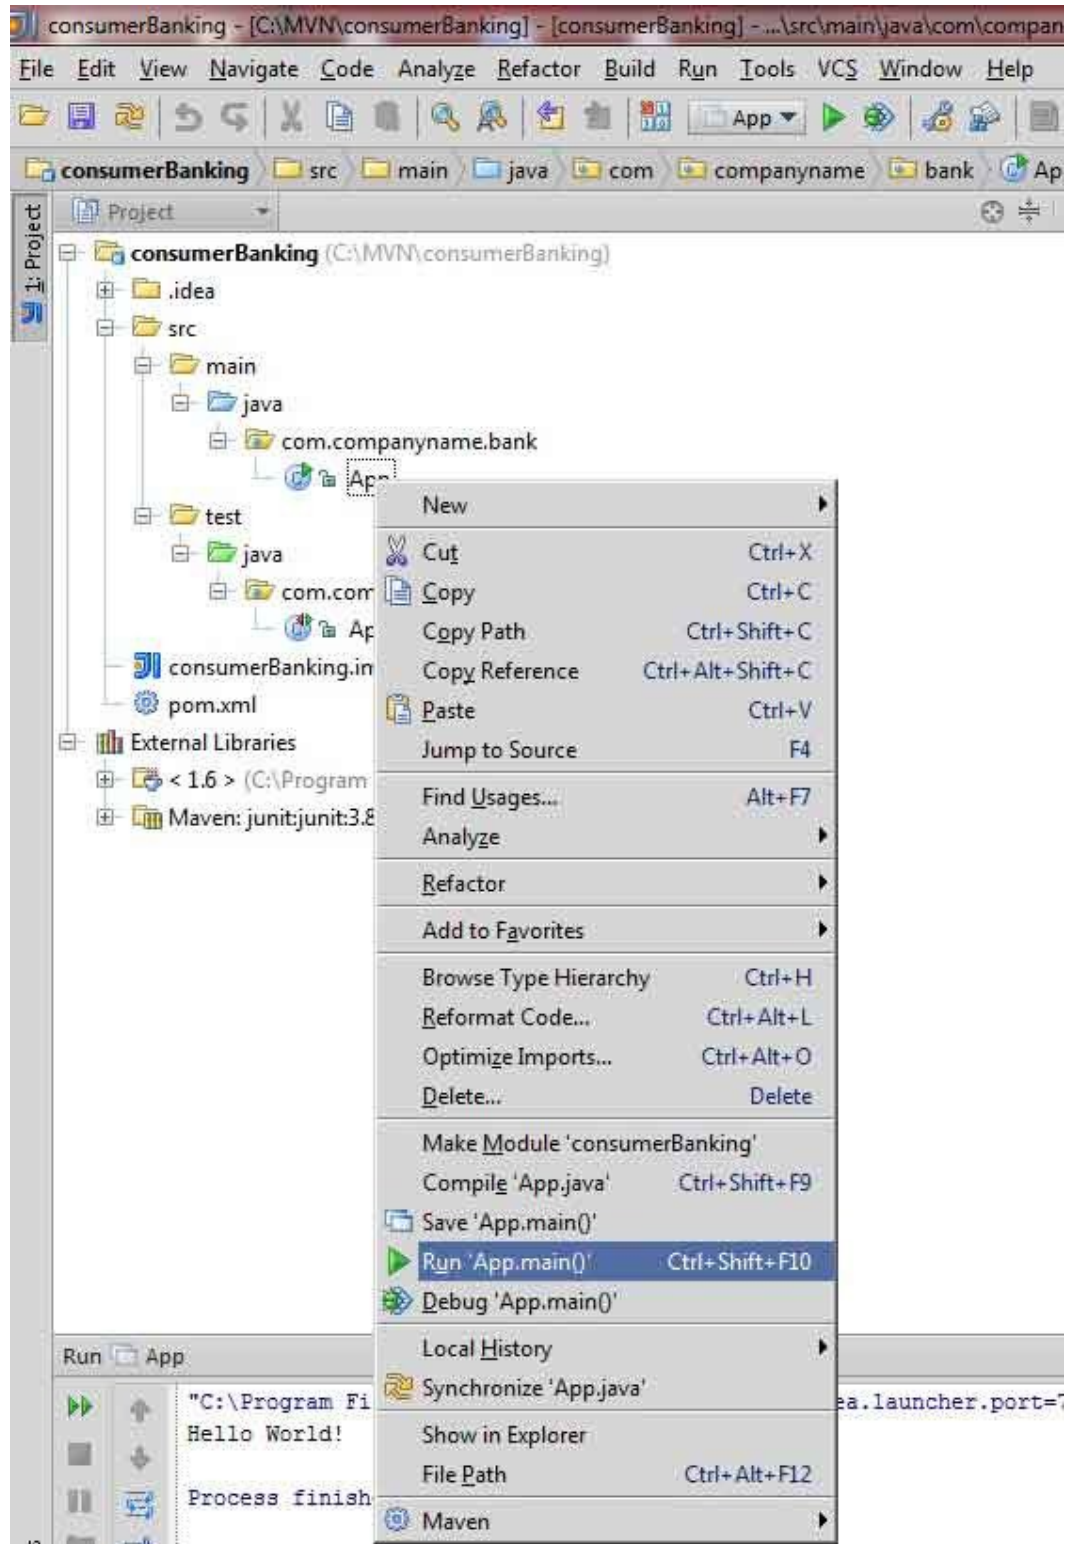 consumerBanking - [C:\MVN\consumerBanking] - [consumerBanking] - ...\src\main\java\com\compan
File Edit View Navigate Code Analyze Refactor Build Run Tools VCS Window Help
App
consumerBanking src main java com companyname bank Ap
1: Project
Project
consumerBanking (C:\MVN\consumerBanking)
.idea
src
main
java
com.companyname.bank
App
test
java
com.com
Ap
consumerBanking.im
pom.xml
External Libraries
< 1.6 > (C:\Program
Maven: junit:junit:3.8
New
Cut Ctrl+X
Copy Ctrl+C
Copy Path Ctrl+Shift+C
Copy Reference Ctrl+Alt+Shift+C
Paste Ctrl+V
Jump to Source F4
Find Usages... Alt+F7
Analyze
Refactor
Add to Favorites
Browse Type Hierarchy Ctrl+H
Reformat Code... Ctrl+Alt+L
Optimize Imports... Ctrl+Alt+O
Delete... Delete
Make Module 'consumerBanking'
Compile 'App.java' Ctrl+Shift+F9
Save 'App.main()'
Run 'App.main()' Ctrl+Shift+F10
Debug 'App.main()'
Local History
Synchronize 'App.java'
Show in Explorer
File Path Ctrl+Alt+F12
Maven
Run App
"C:\Program Fi ea.launcher.port=7
Hello World!
Process finish